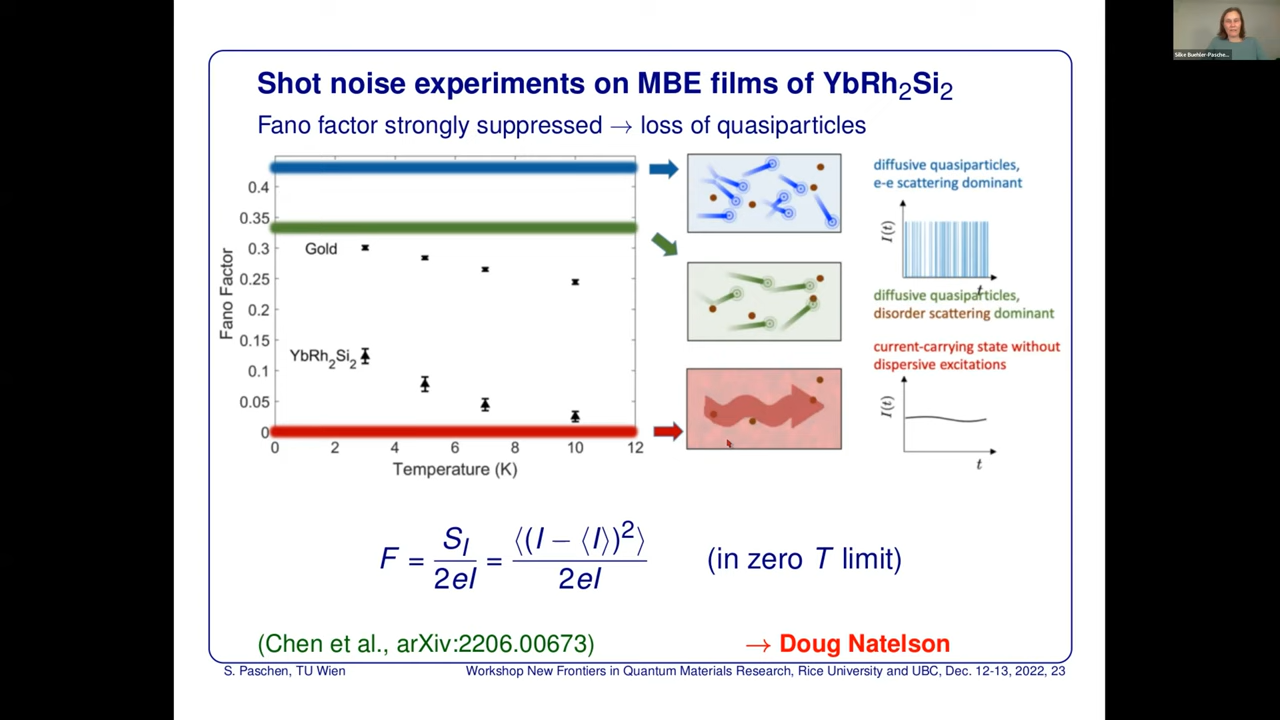 Silke Buehler-Pasche...
Shot noise experiments on MBE films of YbRh2Si2
Fano factor strongly suppressed → loss of quasiparticles
Fano Factor
0.4
0.35
0.3
0.25
0.2
0.15
0.1
0.05
0
Gold
YbRh2Si2
0 2 4 6 8 10 12
Temperature (K)
diffusive quasiparticles,
e-e scattering dominant
I(t)
t
diffusive quasiparticles,
disorder scattering dominant
current-carrying state without
dispersive excitations
I(t)
t
F = S_I / 2eI = ⟨(I − ⟨I⟩)²⟩ / 2eI (in zero T limit)
(Chen et al., arXiv:2206.00673) → Doug Natelson
S. Paschen, TU Wien Workshop New Frontiers in Quantum Materials Research, Rice University and UBC, Dec. 12-13, 2022, 23